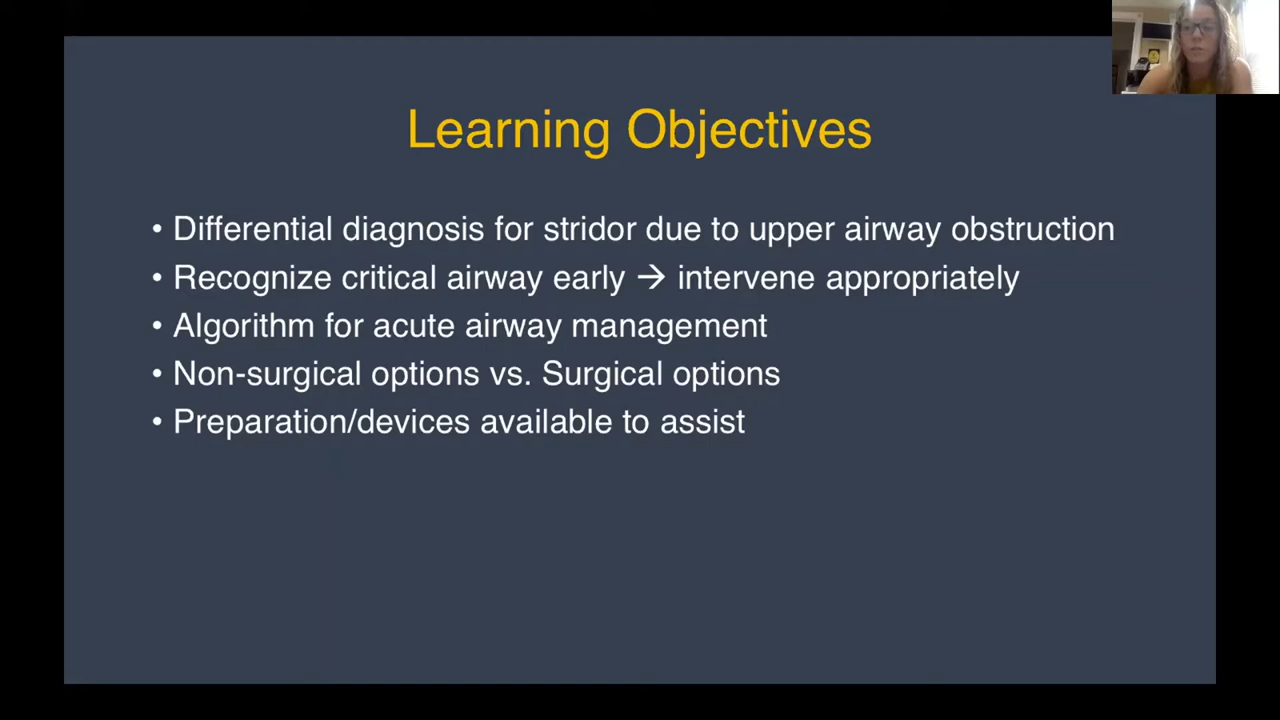 Learning Objectives
• Differential diagnosis for stridor due to upper airway obstruction
• Recognize critical airway early → intervene appropriately
• Algorithm for acute airway management
• Non-surgical options vs. Surgical options
• Preparation/devices available to assist